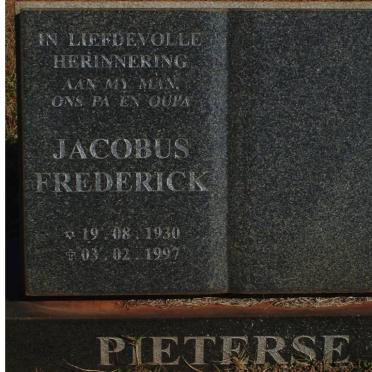 IN LIEFDEVOLLE
HERINNERING
AAN MY MAN,
ONS PA EN OUPA
JACOBUS
FREDERICK
✡ 19.08.1930
✝ 03.02.1997
PIETERSE